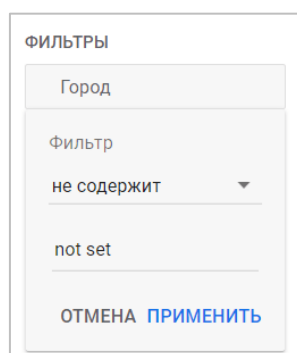 ФИЛЬТРЫ
Город
Фильтр
не содержит
not set
ОТМЕНА ПРИМЕНИТЬ